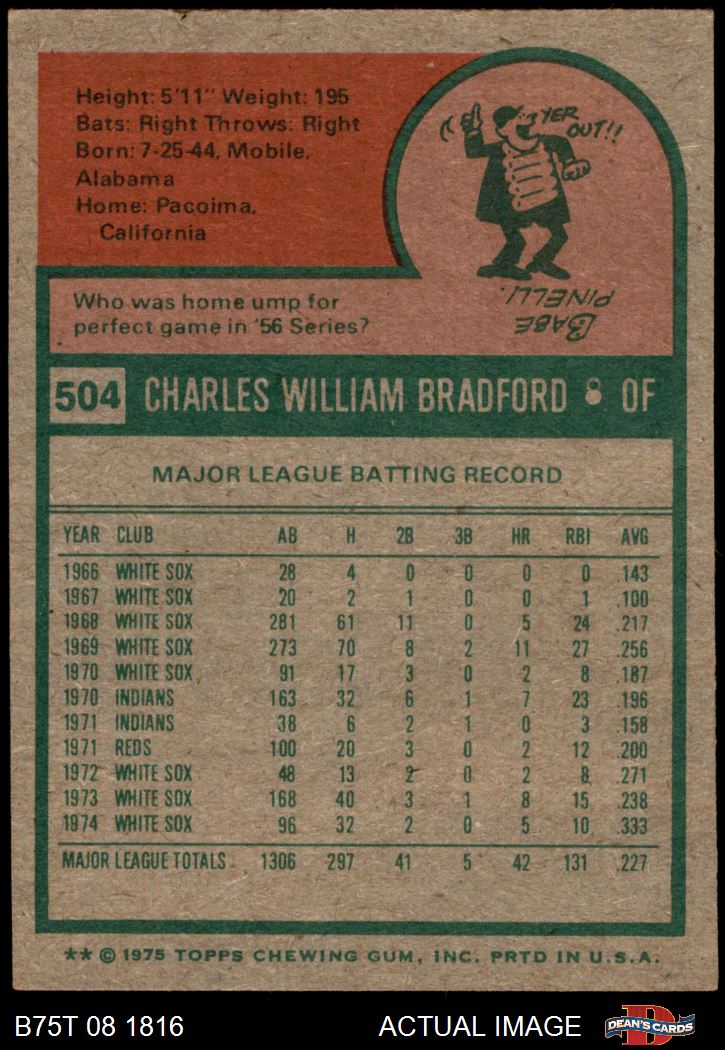 Height: 5'11" Weight: 195
Bats: Right Throws: Right
Born: 7-25-44, Mobile,
Alabama
Home: Pacoima,
California
YER
OUT!!
Who was home ump for
perfect game in '56 Series?
BABE
PINELLI.
504 CHARLES WILLIAM BRADFORD • OF
MAJOR LEAGUE BATTING RECORD
YEAR CLUB AB H 2B 3B HR RBI AVG
1966 WHITE SOX 28 4 0 0 0 0 .143
1967 WHITE SOX 20 2 1 0 0 1 .100
1968 WHITE SOX 281 61 11 0 5 24 .217
1969 WHITE SOX 273 70 8 2 11 27 .256
1970 WHITE SOX 91 17 3 0 2 8 .187
1970 INDIANS 163 32 6 1 7 23 .196
1971 INDIANS 38 6 2 1 0 3 .158
1971 REDS 100 20 3 0 2 12 .200
1972 WHITE SOX 48 13 2 0 2 8 .271
1973 WHITE SOX 168 40 3 1 8 15 .238
1974 WHITE SOX 96 32 2 0 5 10 .333
MAJOR LEAGUE TOTALS 1306 297 41 5 42 131 .227
** © 1975 TOPPS CHEWING GUM, INC. PRTD IN U.S.A.
B75T 08 1816 ACTUAL IMAGE
D
DEAN'S CARDS